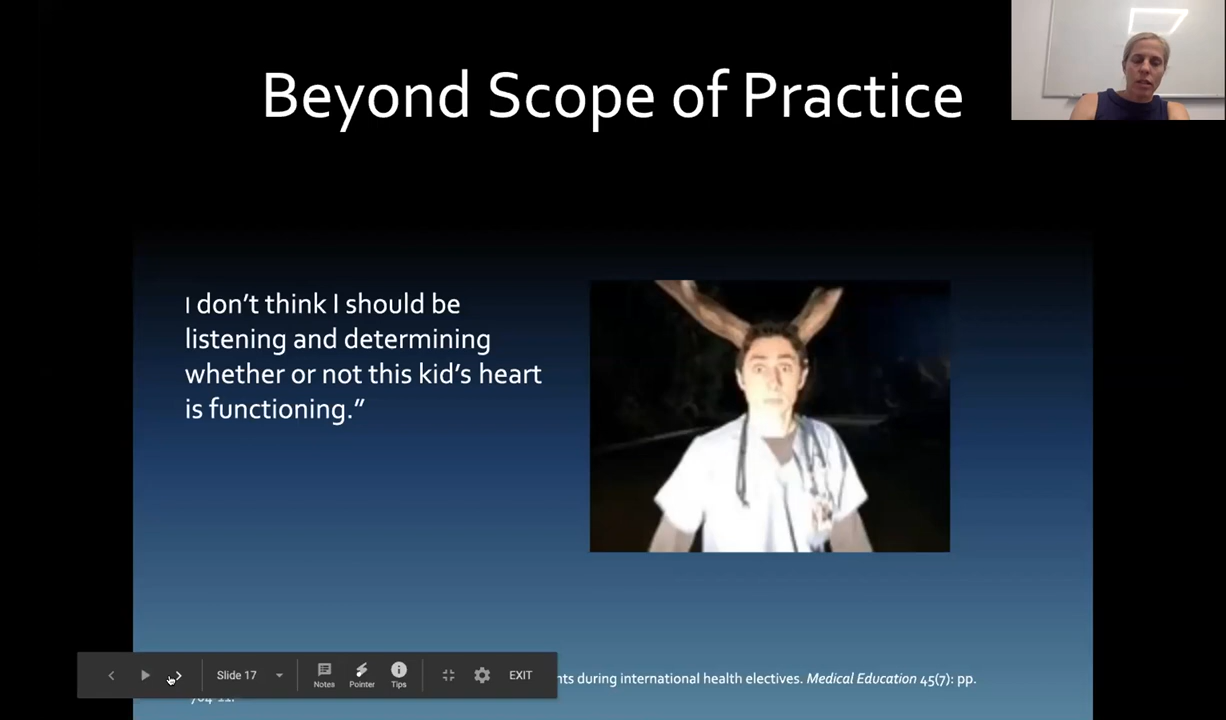 Beyond Scope of Practice
I don’t think I should be
listening and determining
whether or not this kid’s heart
is functioning.”
Slide 17
Notes
Pointer
Tips
EXIT
during international health electives. Medical Education 45(7): pp.